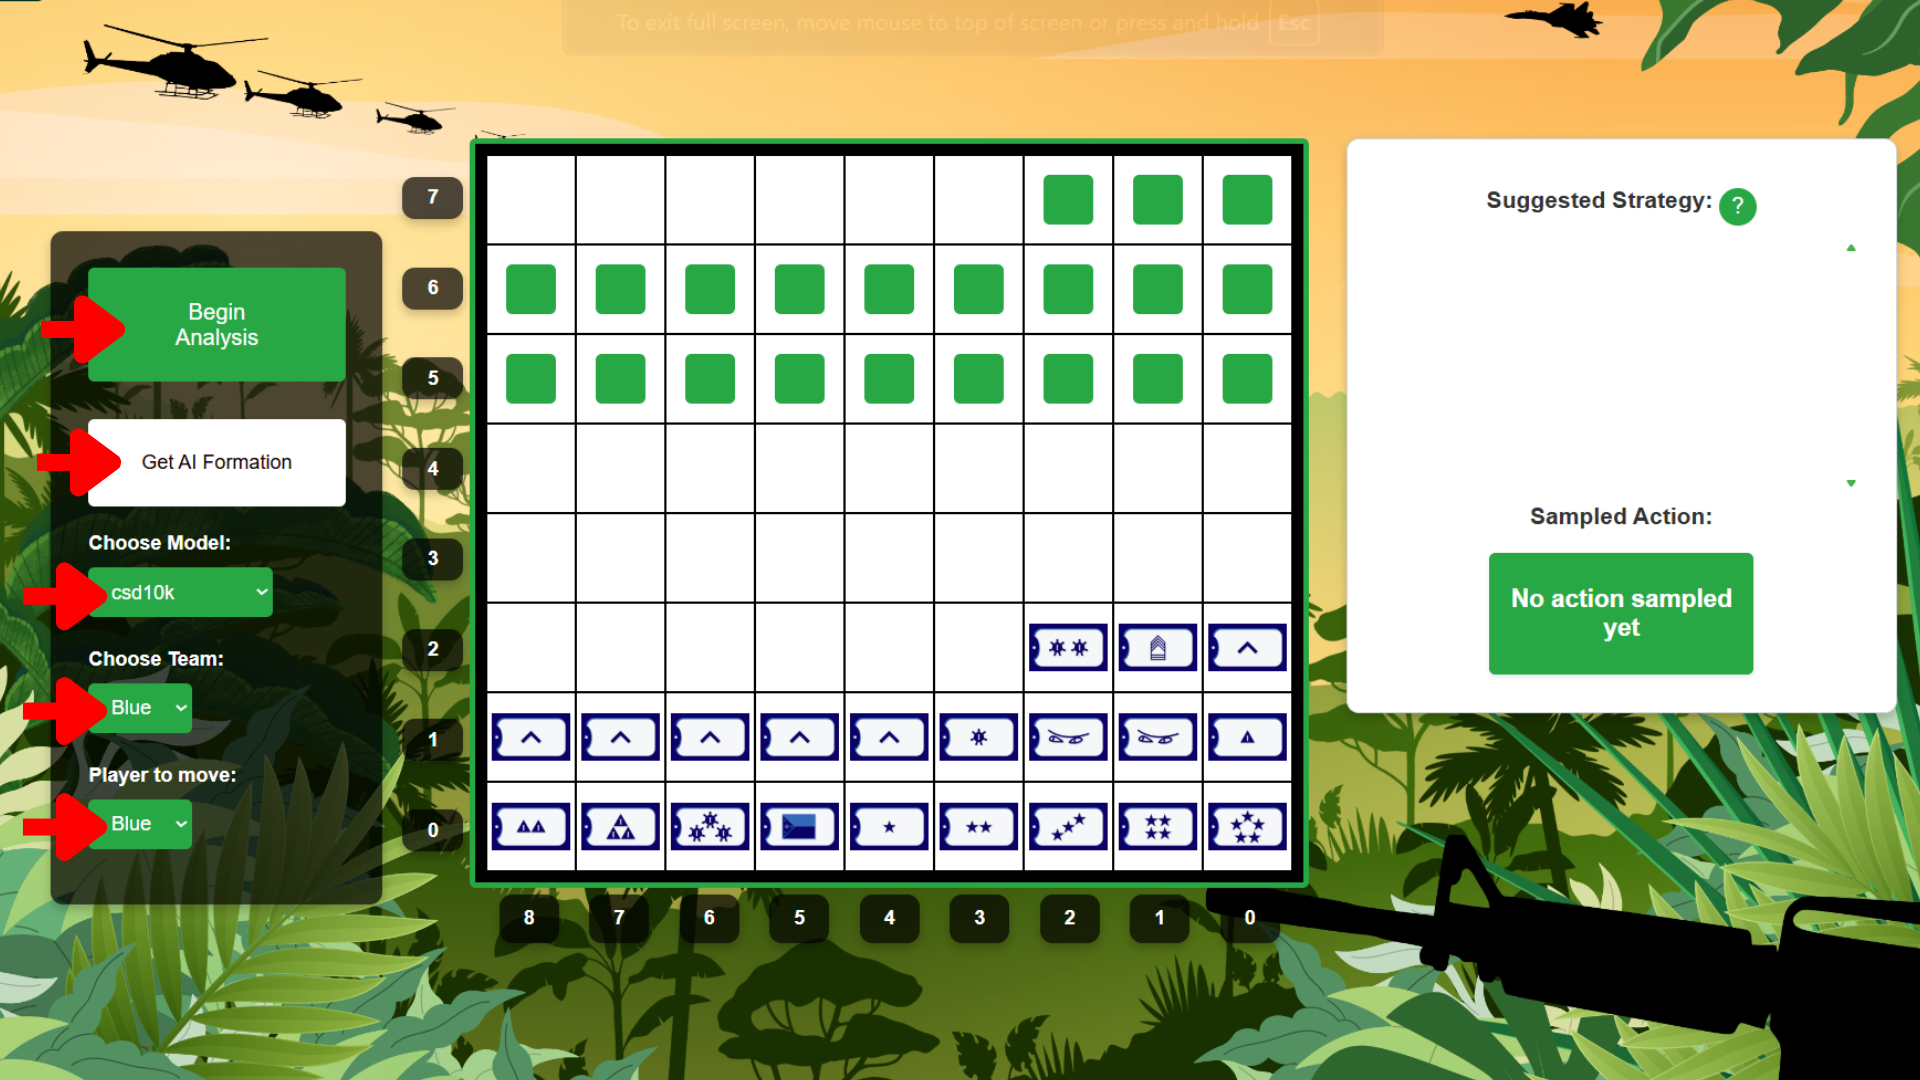 To exit full screen, move mouse to top of screen or press and hold Esc
7
6
5
4
3
2
1
0
8 7 6 5 4 3 2 1 0
Begin
Analysis
Get AI Formation
Choose Model:
csd10k
Choose Team:
Blue
Player to move:
Blue
Suggested Strategy: ?
Sampled Action:
No action sampled
yet